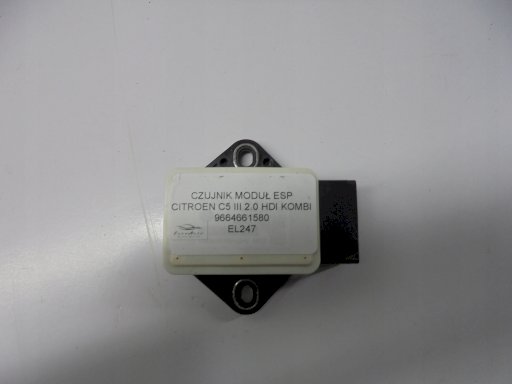 CZUJNIK MODUŁ ESP
CITROEN C5 III 2.0 HDI KOMBI
9664661580
EL247